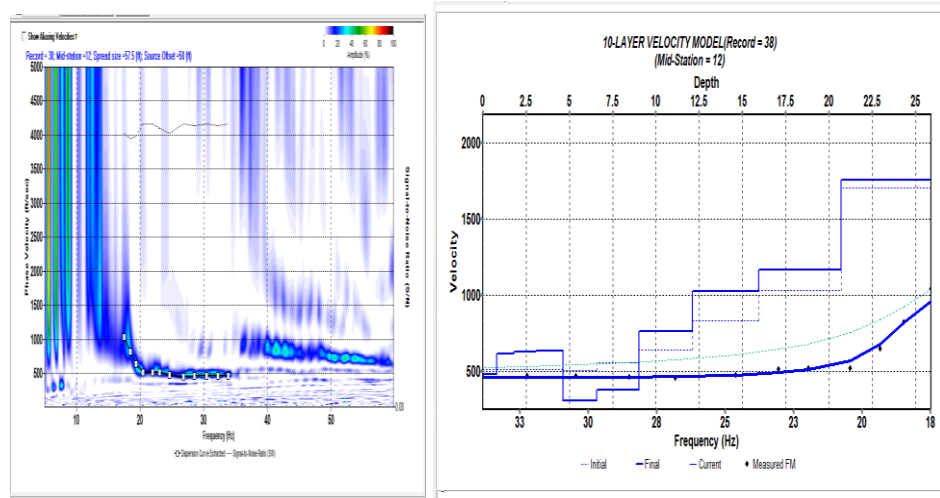 Show Aliasing Velocities?
Record = 38; Mid-station =12; Spread size =57.5 (ft); Source Offset =50 (ft)
0 20 40 60 80 100
Amplitude (%)
5000
4500
4000
3500
3000
2500
2000
1500
1000
500
Phase Velocity (ft/sec)
Signal-to-Noise Ratio (S/N)
0.00
10 20 30 40 50
Frequency (Hz)
Dispersion Curve Extracted Signal-to-Noise Ratio (S/N)
10-LAYER VELOCITY MODEL(Record = 38)
(Mid-Station = 12)
Depth
0 2.5 5 7.5 10 12.5 15 17.5 20 22.5 25
2000
1500
1000
500
Velocity
33 30 28 26 25 23 22 20 19 18
Frequency (Hz)
Initial Final Current Measured FM